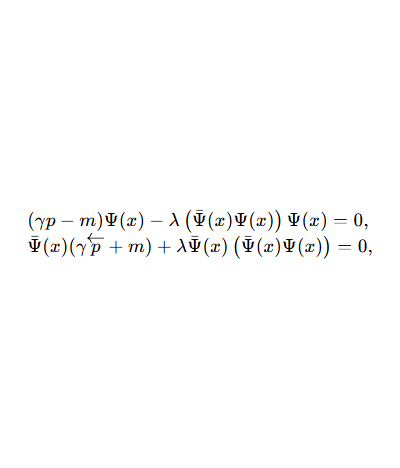 (γp − m)Ψ(x) − λ (Ψ̄(x)Ψ(x)) Ψ(x) = 0,
Ψ̄(x)(γp⃖ + m) + λΨ̄(x) (Ψ̄(x)Ψ(x)) = 0,